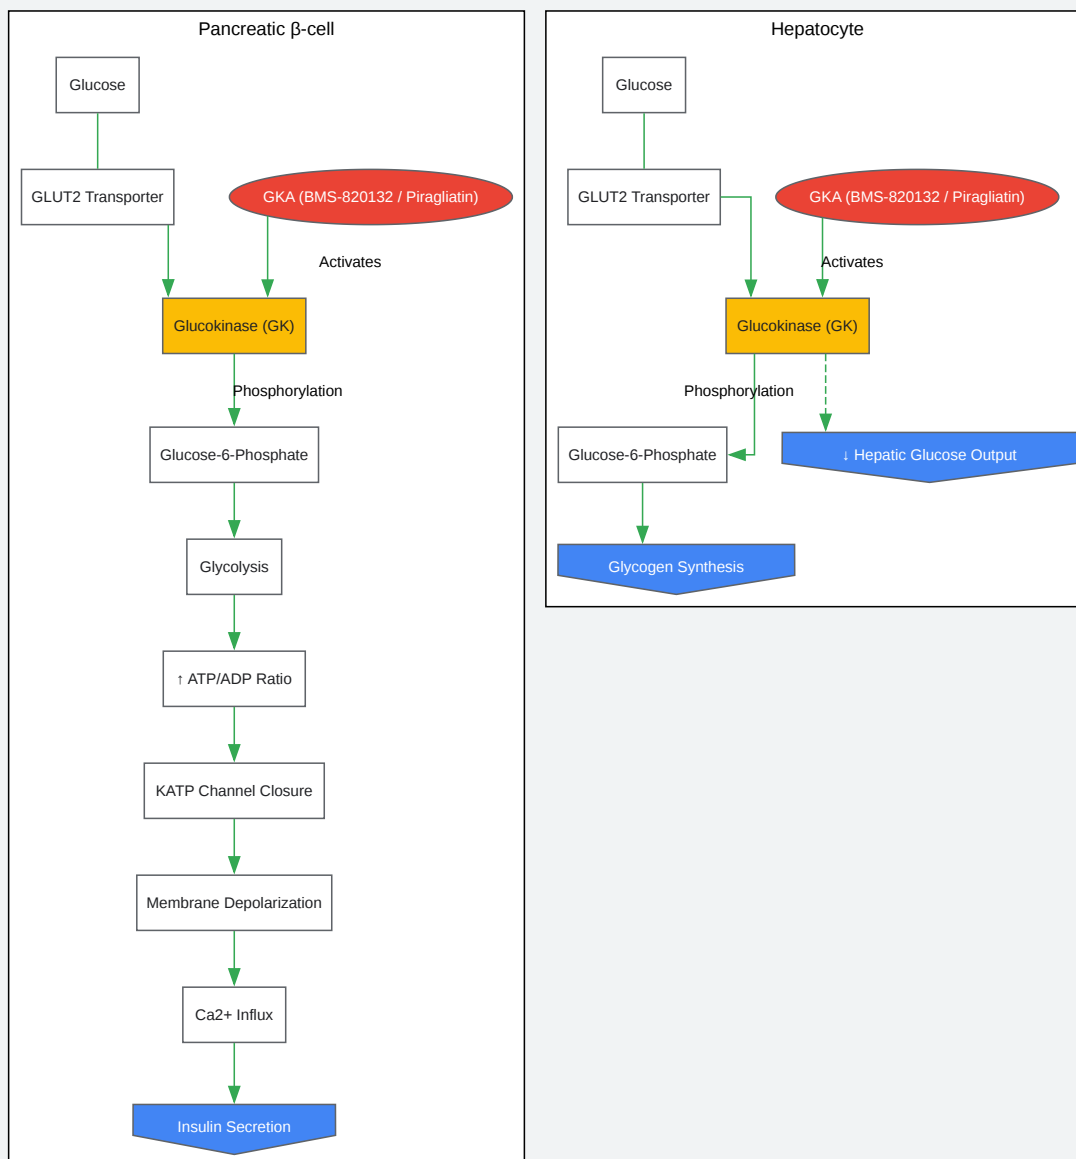 Pancreatic β-cell
Glucose
GLUT2 Transporter
GKA (BMS-820132 / Piragliatin)
Activates
Glucokinase (GK)
Phosphorylation
Glucose-6-Phosphate
Glycolysis
↑ ATP/ADP Ratio
KATP Channel Closure
Membrane Depolarization
Ca2+ Influx
Insulin Secretion
Hepatocyte
Glucose
GLUT2 Transporter
GKA (BMS-820132 / Piragliatin)
Activates
Glucokinase (GK)
Phosphorylation
Glucose-6-Phosphate
↓ Hepatic Glucose Output
Glycogen Synthesis